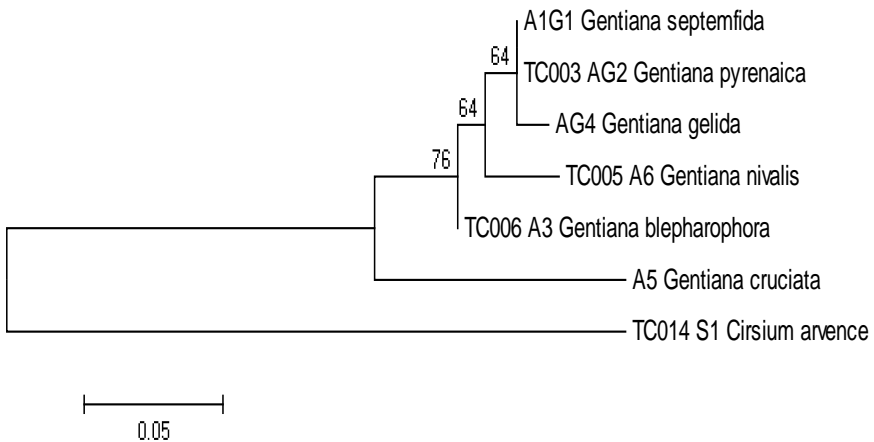 A1G1 Gentiana septemfida
64
TC003 AG2 Gentiana pyrenaica
64
AG4 Gentiana gelida
76
TC005 A6 Gentiana nivalis
TC006 A3 Gentiana blepharophora
A5 Gentiana cruciata
TC014 S1 Cirsium arvence
0.05